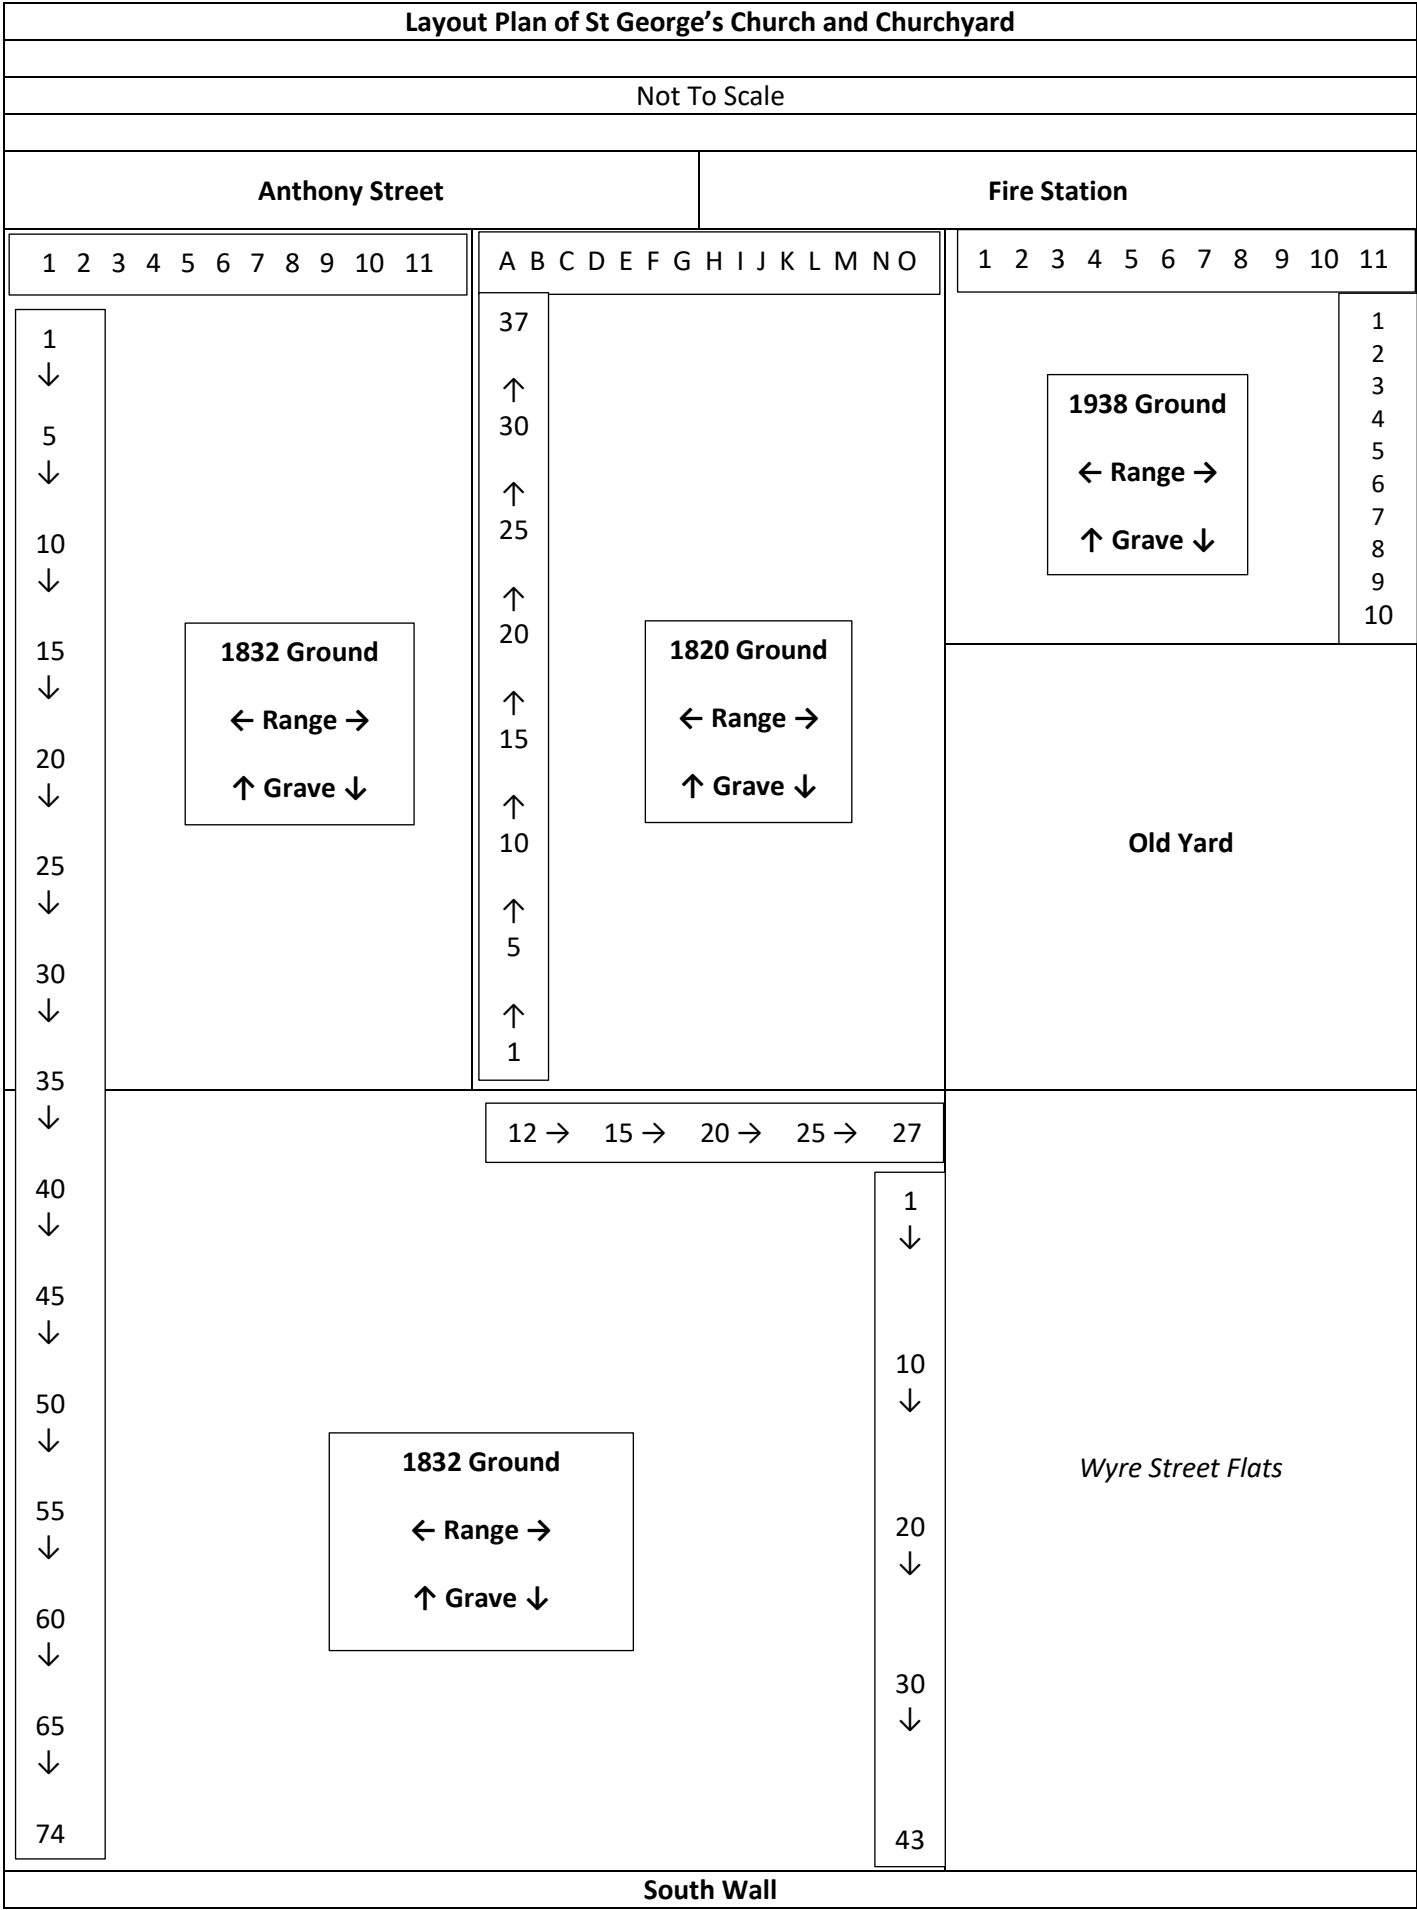 Layout Plan of St George’s Church and Churchyard
Not To Scale
Anthony Street
Fire Station
1 2 3 4 5 6 7 8 9 10 11
1
↓
5
↓
10
↓
15
↓
20
↓
25
↓
30
↓
35
↓
40
↓
45
↓
50
↓
55
↓
60
↓
65
↓
74
1832 Ground
← Range →
↑ Grave ↓
A B C D E F G H I J K L M N O
37
↑
30
↑
25
↑
20
↑
15
↑
10
↑
5
↑
1
1820 Ground
← Range →
↑ Grave ↓
1 2 3 4 5 6 7 8 9 10 11
1
2
3
4
5
6
7
8
9
10
1938 Ground
← Range →
↑ Grave ↓
Old Yard
12 → 15 → 20 → 25 → 27
1
↓
10
↓
20
↓
30
↓
43
1832 Ground
← Range →
↑ Grave ↓
Wyre Street Flats
South Wall